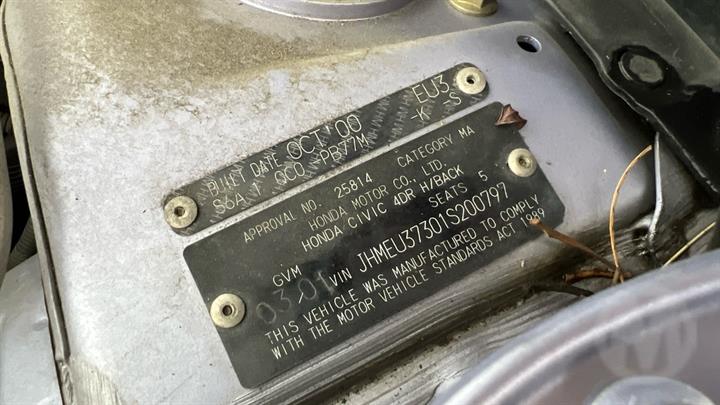 BUILT DATE OCT 00 EU3
S6A-1 QCD PB77M -K -S
APPROVAL NO. 25814 CATEGORY MA
HONDA MOTOR CO., LTD.
HONDA CIVIC 4DR H/BACK
SEATS 5
GVM
VIN JHMEU37301S200797
THIS VEHICLE WAS MANUFACTURED TO COMPLY
WITH THE MOTOR VEHICLE STANDARDS ACT 1989